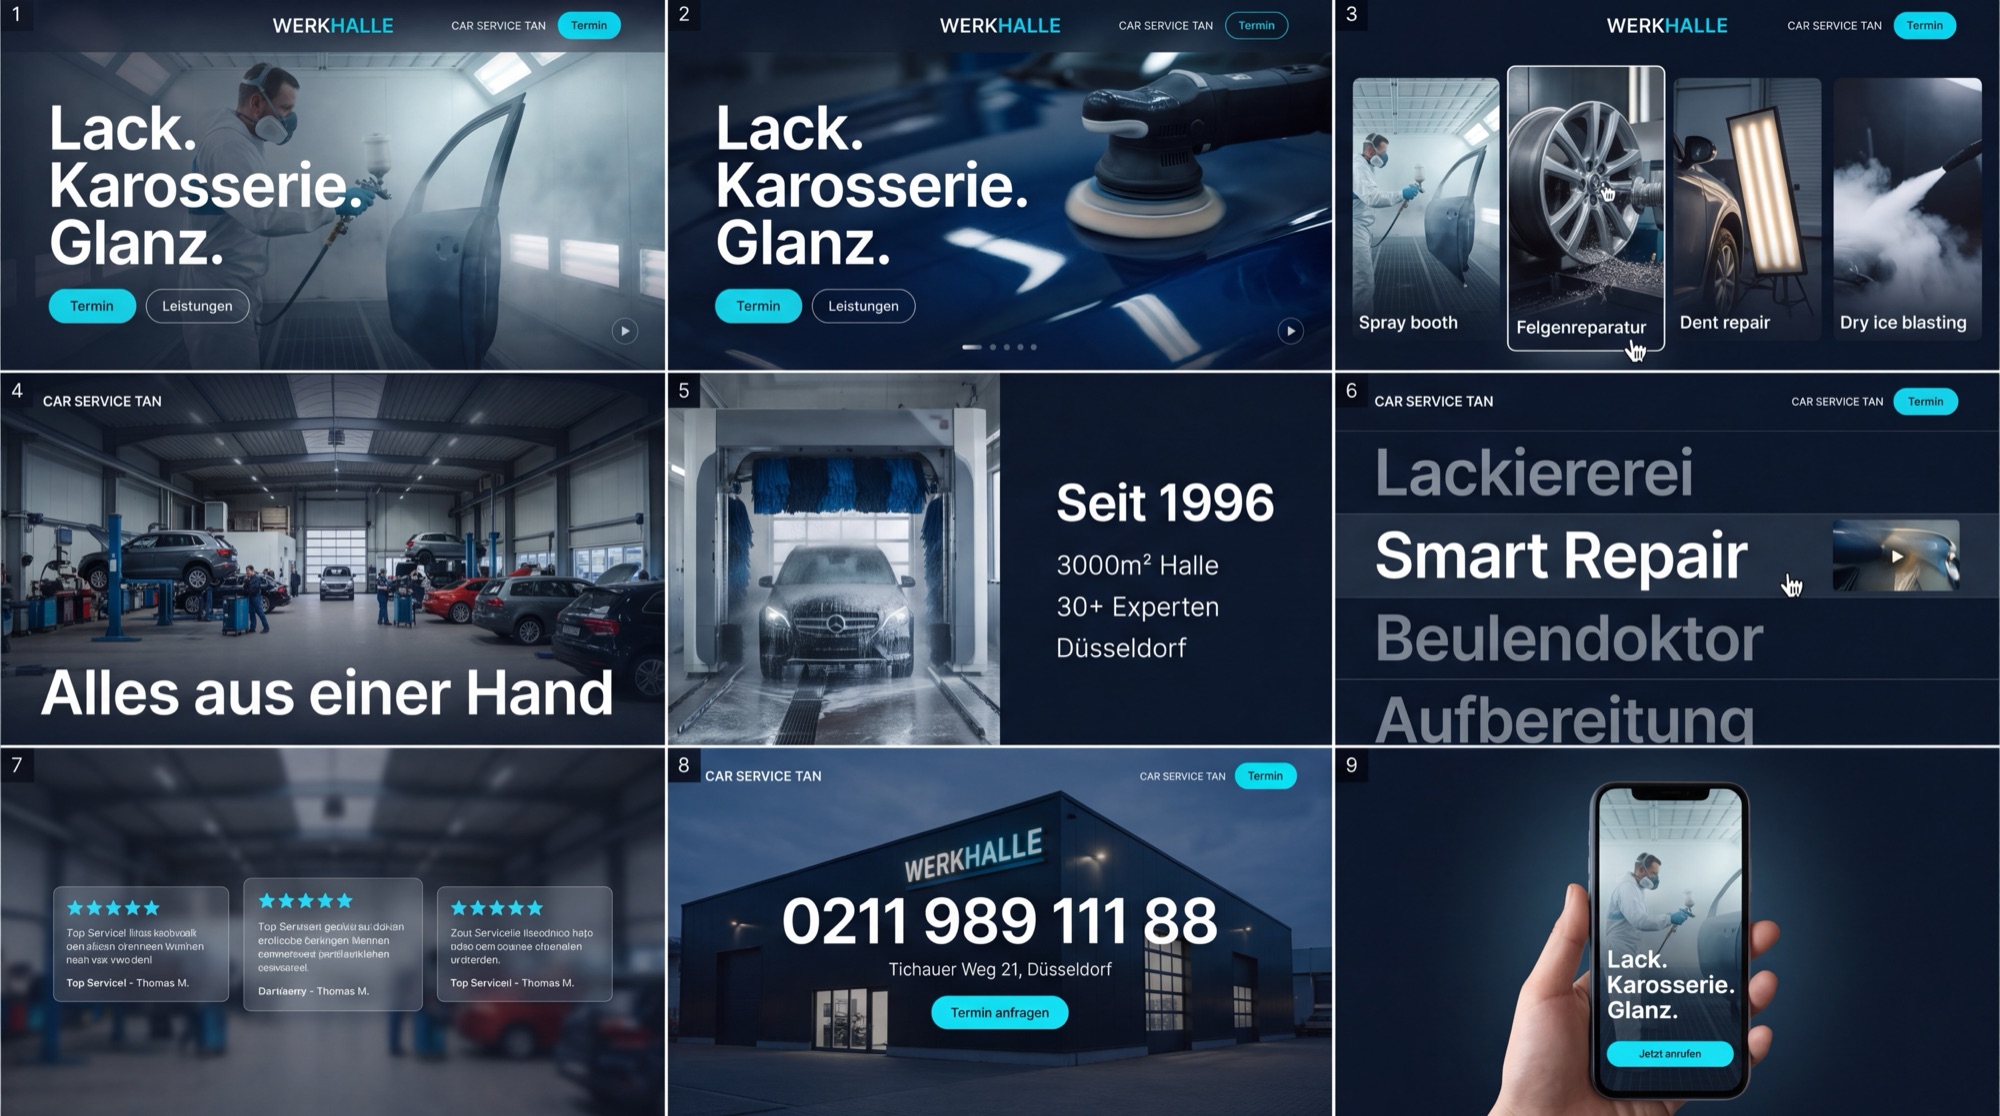 1
WERKHALLE
CAR SERVICE TAN
Termin
Lack.
Karosserie.
Glanz.
Termin
Leistungen
2
WERKHALLE
CAR SERVICE TAN
Termin
Lack.
Karosserie.
Glanz.
Termin
Leistungen
3
WERKHALLE
CAR SERVICE TAN
Termin
Spray booth
Felgenreparatur
Dent repair
Dry ice blasting
4
CAR SERVICE TAN
Alles aus einer Hand
5
Seit 1996
3000m² Halle
30+ Experten
Düsseldorf
6
CAR SERVICE TAN
CAR SERVICE TAN
Termin
Lackiererei
Smart Repair
Beulendoktor
Aufbereitung
7
Top
Top Servicel - Thomas M.
Top
- Thomas M.
Top - Thomas M.
8
CAR SERVICE TAN
CAR SERVICE TAN
Termin
WERKHALLE
0211 989 111 88
Tichauer Weg 21, Düsseldorf
Termin anfragen
9
Lack.
Karosserie.
Glanz.
Jetzt anrufen